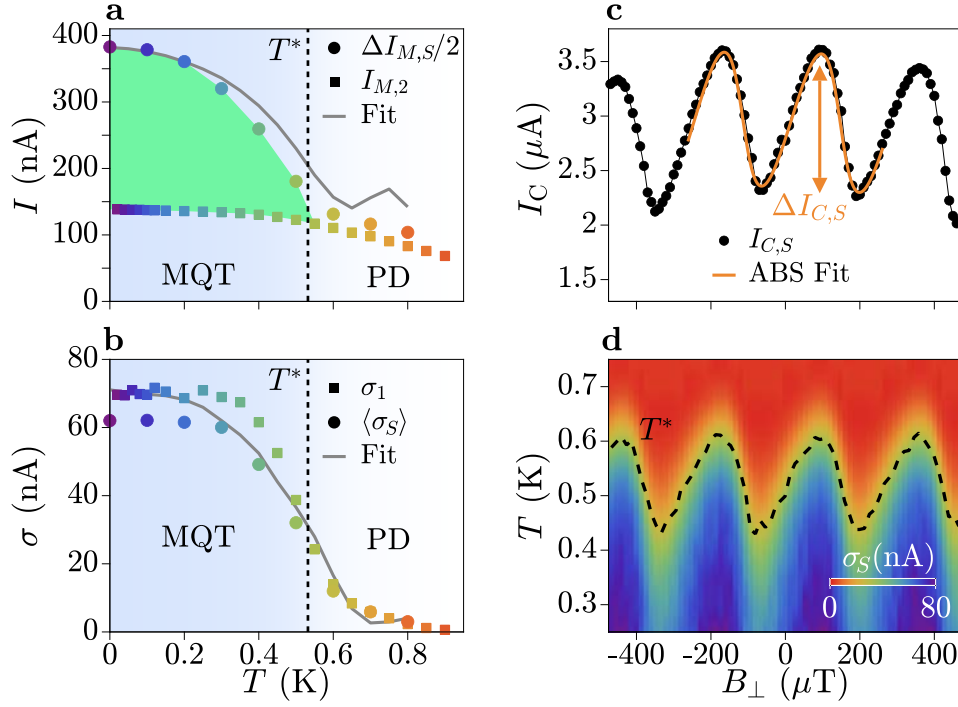 a
400
300
200
100
0
I (nA)
T*
ΔI_{M,S}/2
I_{M,2}
Fit
MQT
PD
b
80
60
40
20
0
σ (nA)
T*
σ_1
⟨σ_S⟩
Fit
MQT
PD
0
0.2
0.4
0.6
0.8
T (K)
c
3.5
2.5
1.5
I_C (μA)
ΔI_{C,S}
I_{C,S}
ABS Fit
d
0.7
0.6
0.5
0.4
0.3
T (K)
T*
σ_S(nA)
0 80
-400 -200 0 200 400
B_⊥ (μT)